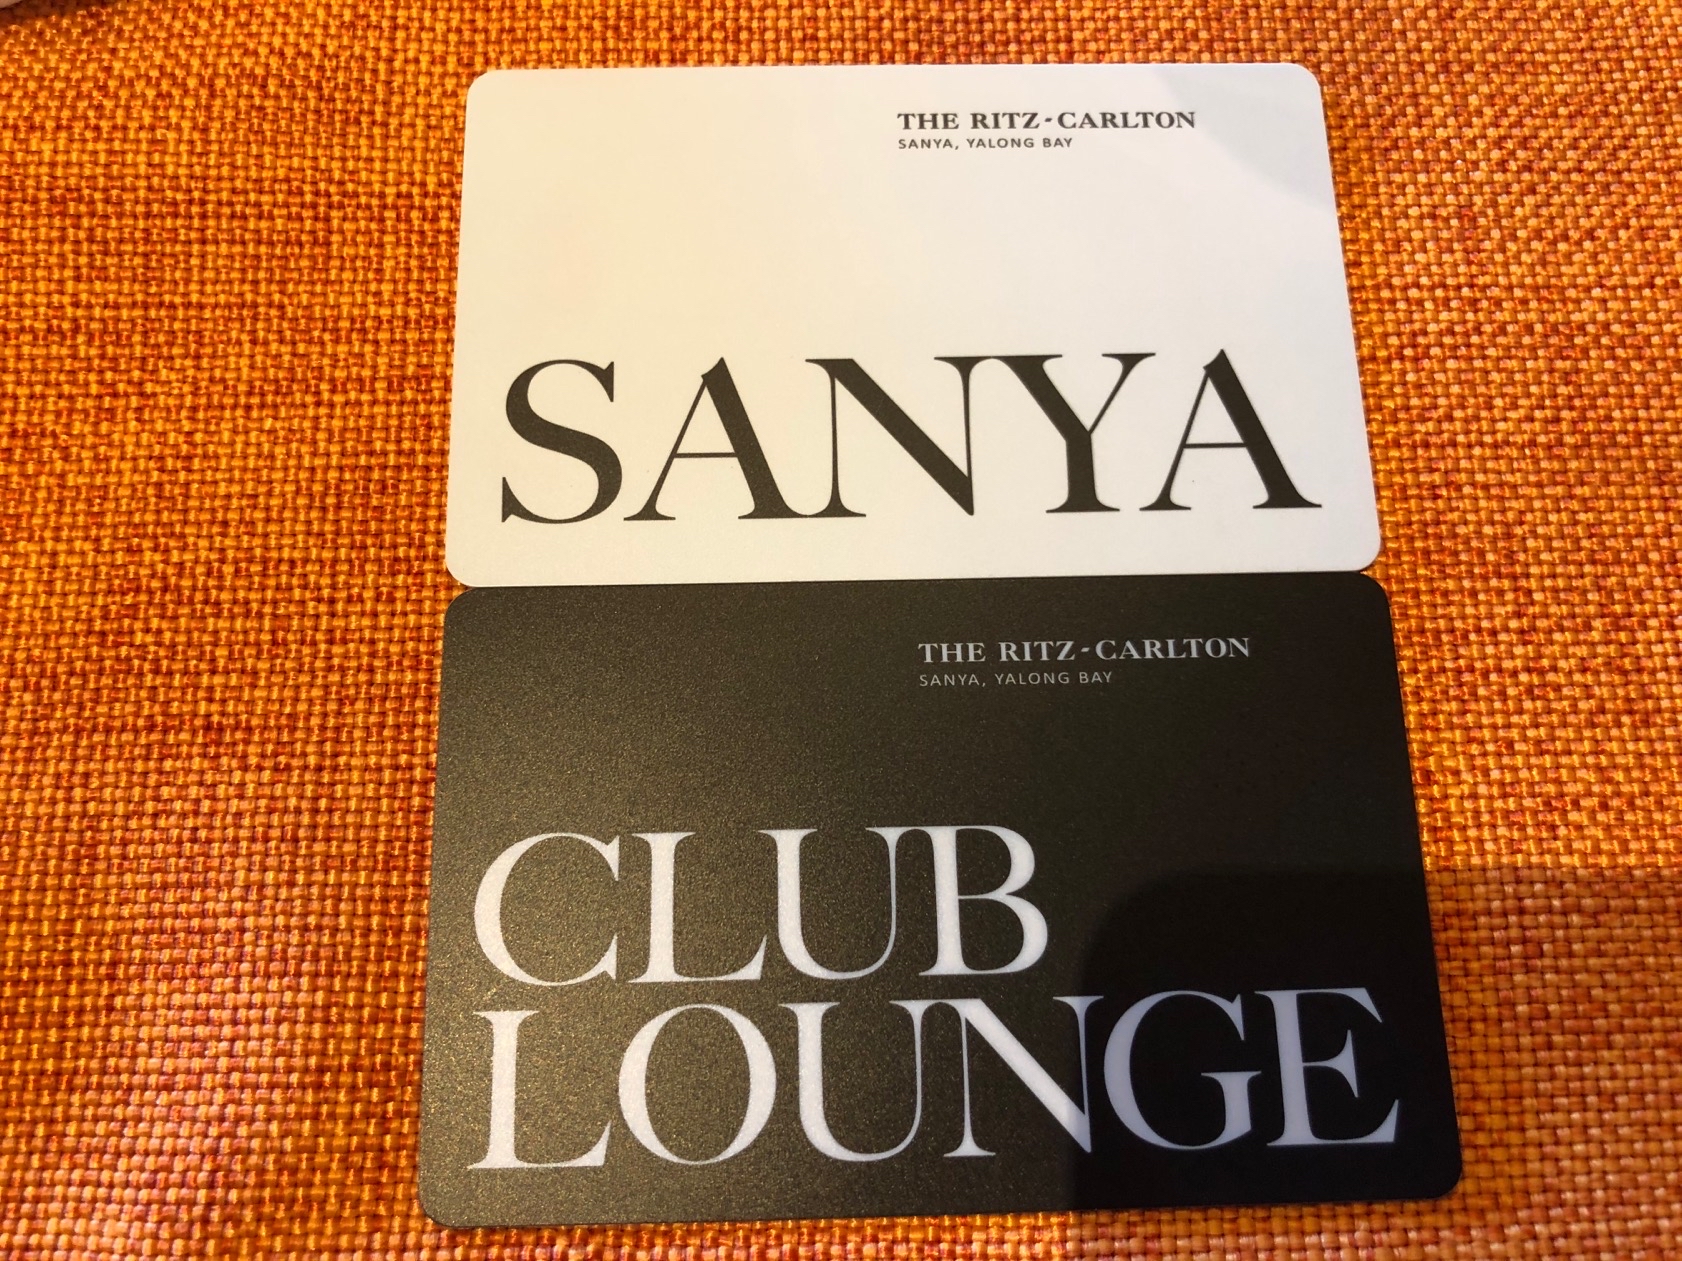 THE RITZ-CARLTON
SANYA, YALONG BAY
SANYA
THE RITZ-CARLTON
SANYA, YALONG BAY
CLUB
LOUNGE